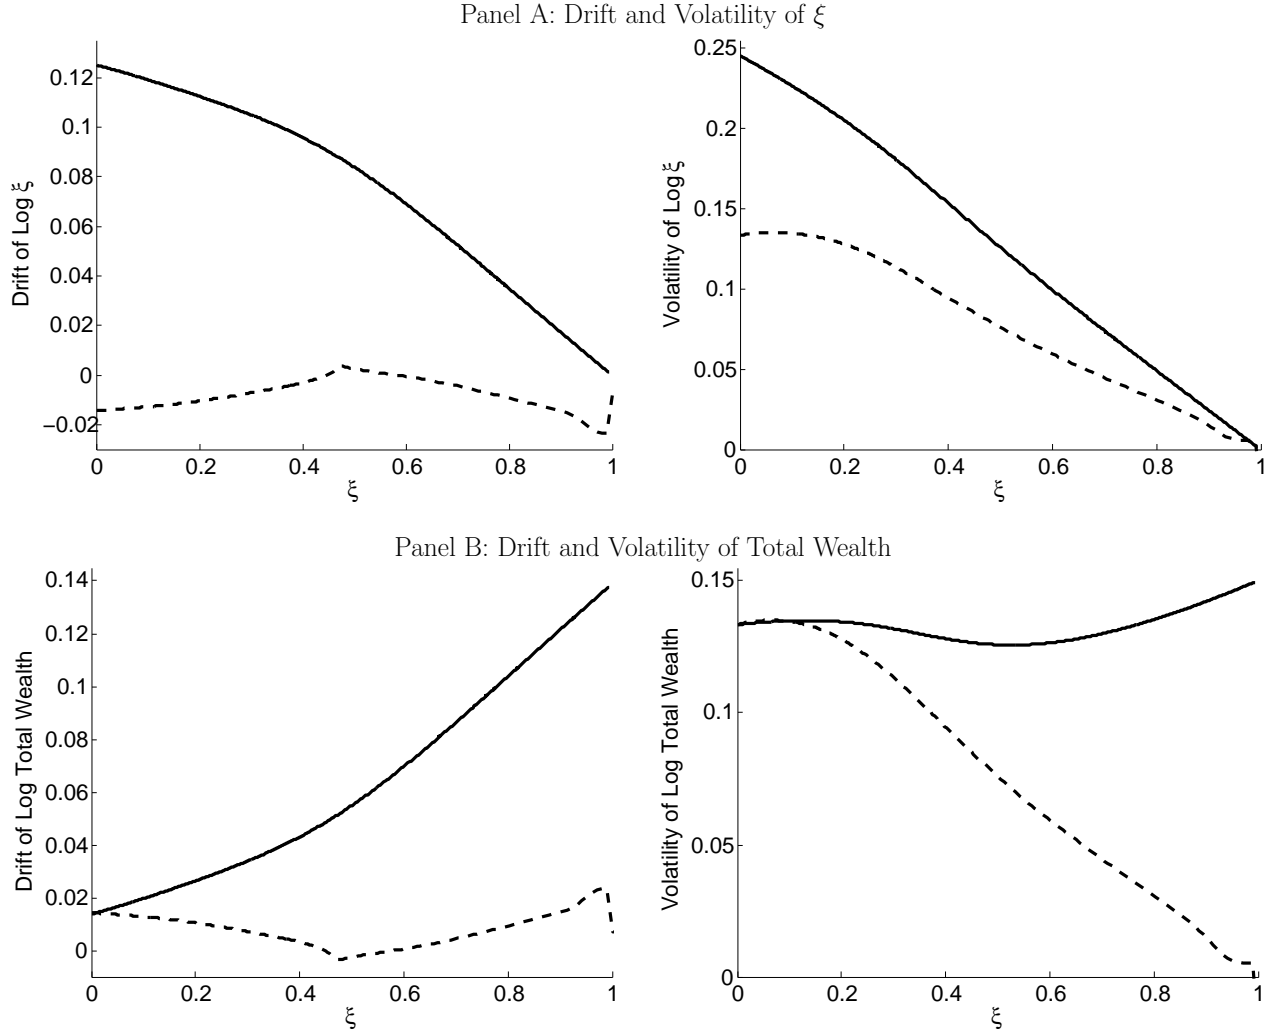 Panel A: Drift and Volatility of ξ
Drift of Log ξ
0.12
0.1
0.08
0.06
0.04
0.02
0
−0.02
0 0.2 0.4 0.6 0.8 1
ξ
Volatility of Log ξ
0.25
0.2
0.15
0.1
0.05
0
0 0.2 0.4 0.6 0.8 1
ξ
Panel B: Drift and Volatility of Total Wealth
Drift of Log Total Wealth
0.14
0.12
0.1
0.08
0.06
0.04
0.02
0
0 0.2 0.4 0.6 0.8 1
ξ
Volatility of Log Total Wealth
0.15
0.1
0.05
0
0 0.2 0.4 0.6 0.8 1
ξ